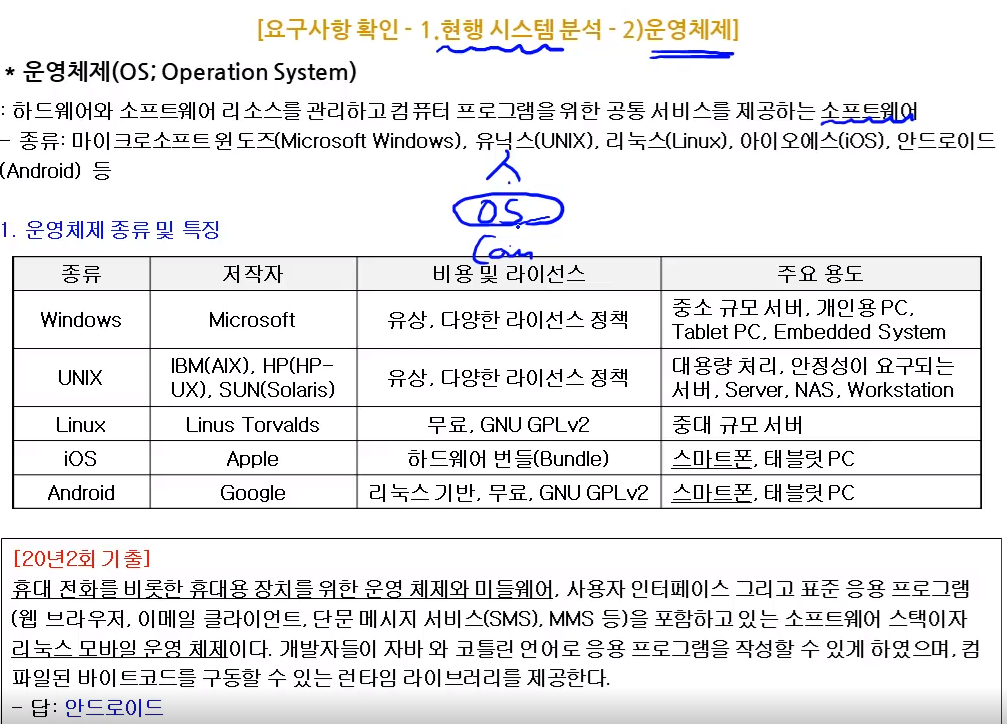 [요구사항 확인 - 1.현행 시스템 분석 - 2)운영체제]
* 운영체제(OS; Operation System)
: 하드웨어와 소프트웨어 리소스를 관리하고 컴퓨터 프로그램을 위한 공통 서비스를 제공하는 소프트웨어
- 종류: 마이크로소프트 윈도즈(Microsoft Windows), 유닉스(UNIX), 리눅스(Linux), 아이오에스(iOS), 안드로이드
(Android) 등
OS
1. 운영체제 종류 및 특징
종류 저작자 비용 및 라이선스 주요 용도
Windows Microsoft 유상, 다양한 라이선스 정책 중소 규모 서버, 개인용 PC,
Tablet PC, Embedded System
UNIX IBM(AIX), HP(HP-
UX), SUN(Solaris) 유상, 다양한 라이선스 정책 대용량 처리, 안정성이 요구되는
서버, Server, NAS, Workstation
Linux Linus Torvalds 무료, GNU GPLv2 중대 규모 서버
iOS Apple 하드웨어 번들(Bundle) 스마트폰, 태블릿 PC
Android Google 리눅스 기반, 무료, GNU GPLv2 스마트폰, 태블릿 PC
[20년2회 기출]
휴대 전화를 비롯한 휴대용 장치를 위한 운영 체제와 미들웨어, 사용자 인터페이스 그리고 표준 응용 프로그램
(웹 브라우저, 이메일 클라이언트, 단문 메시지 서비스(SMS), MMS 등)을 포함하고 있는 소프트웨어 스택이자
리눅스 모바일 운영 체제이다. 개발자들이 자바 와 코틀린 언어로 응용 프로그램을 작성할 수 있게 하였으며, 컴
파일된 바이트코드를 구동할 수 있는 런타임 라이브러리를 제공한다.
- 답: 안드로이드